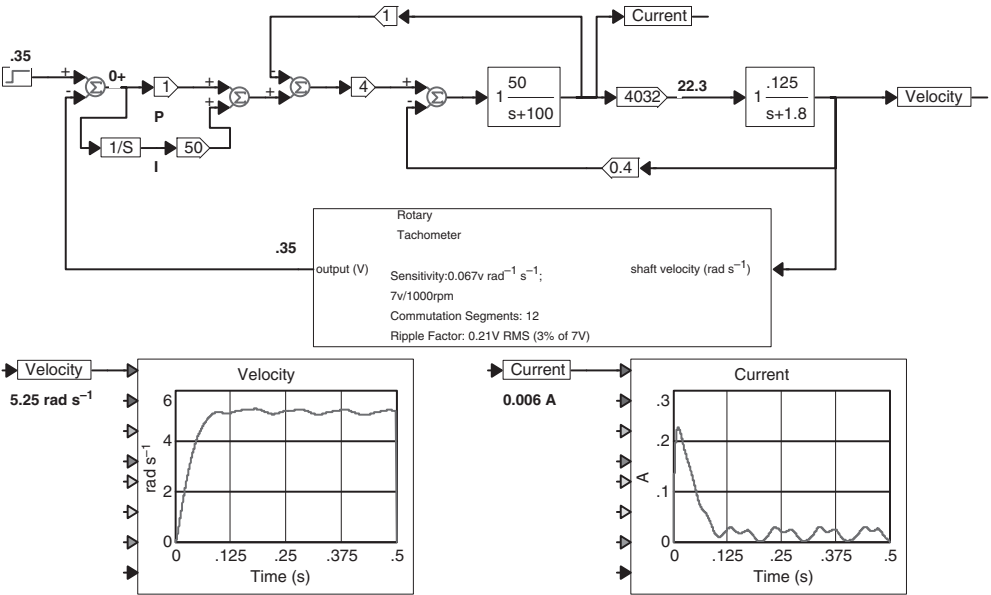 1
Current
.35
+
-
Σ
0+
1
P
1/S
I
50
+
+
Σ
-
+
Σ
4
+
-
Σ
1 50
s+100
4032
22.3
1 .125
s+1.8
Velocity
0.4
.35
Rotary
Tachometer
output (V)
shaft velocity (rad s⁻¹)
Sensitivity:0.067v rad⁻¹ s⁻¹;
7v/1000rpm
Commutation Segments: 12
Ripple Factor: 0.21V RMS (3% of 7V)
Velocity
5.25 rad s⁻¹
Velocity
rad s⁻¹
6
4
2
0
0 .125 .25 .375 .5
Time (s)
Current
0.006 A
Current
A
.3
.2
.1
0
0 .125 .25 .375 .5
Time (s)